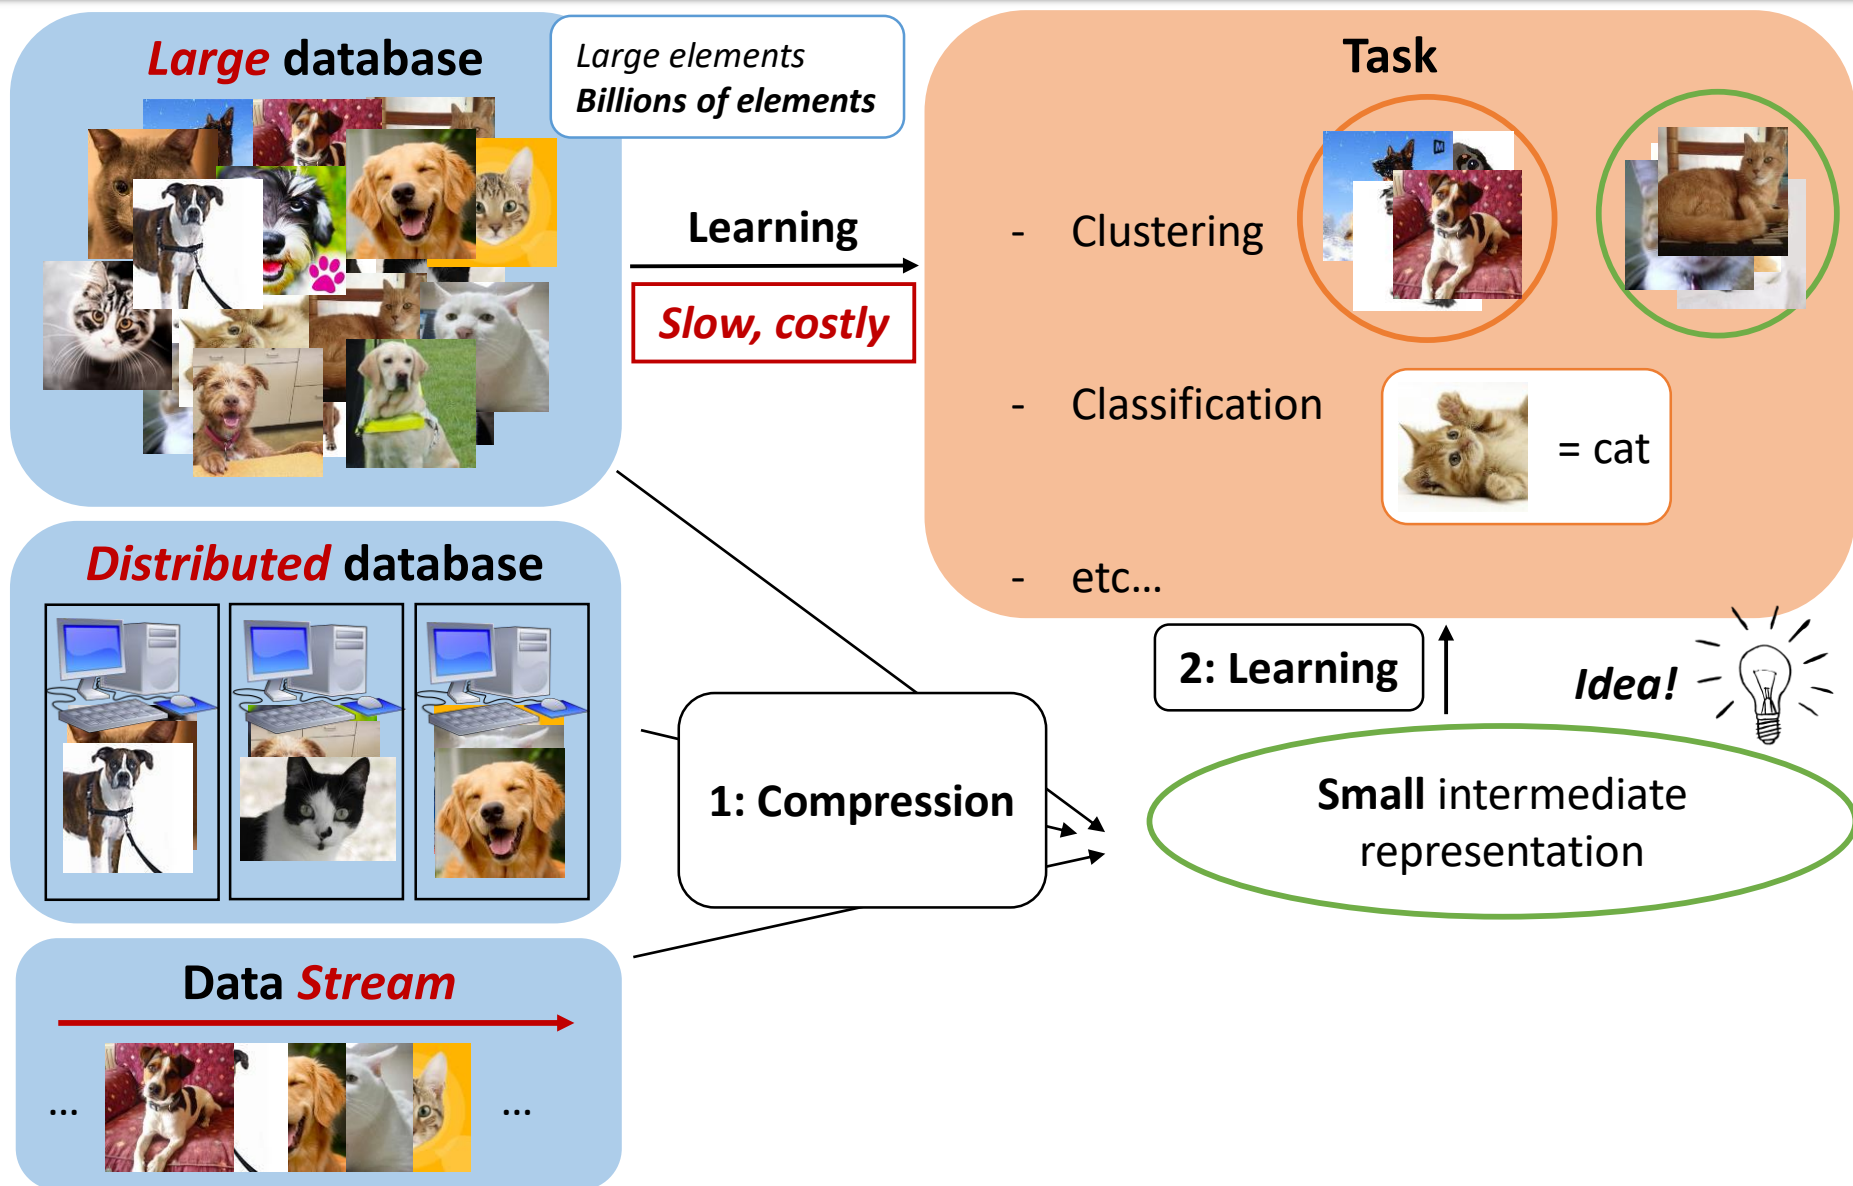 Large database
Large elements
Billions of elements
Learning
Slow, costly
Task
- Clustering
- Classification
= cat
- etc...
Distributed database
1: Compression
2: Learning
Idea!
Small intermediate
representation
Data Stream
... ...